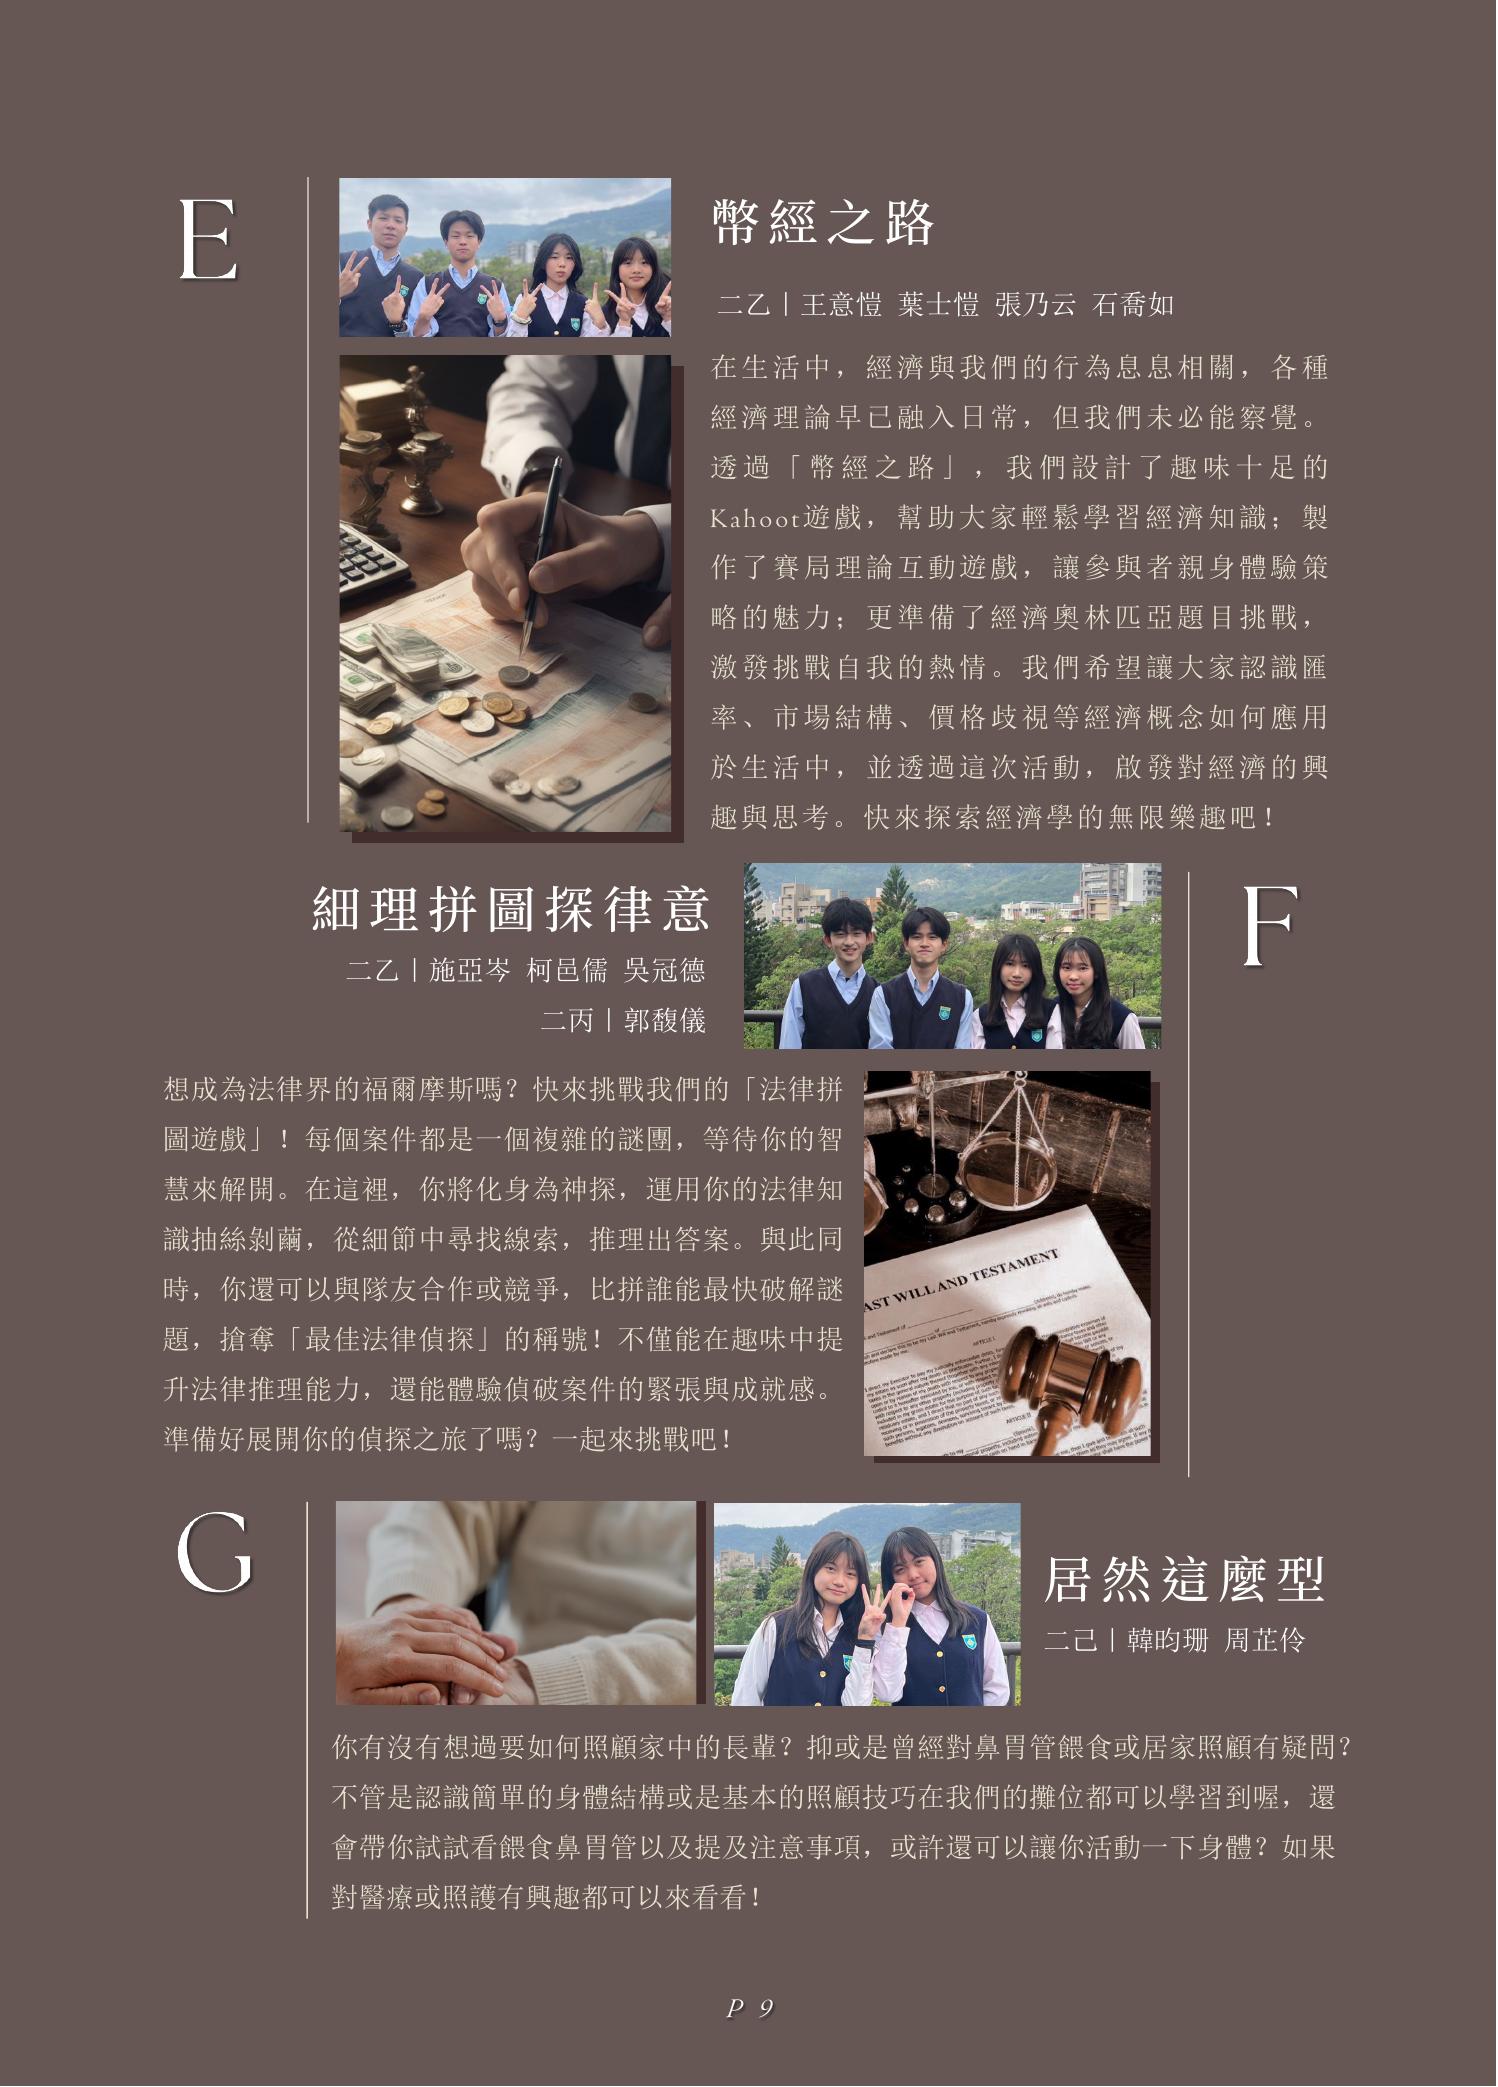 E
幣經之路
二乙|王意愷 葉士愷 張乃云 石喬如
在生活中，經濟與我們的行為息息相關，各種
經濟理論早已融入日常，但我們未必能察覺。
透過「幣經之路」，我們設計了趣味十足的
Kahoot遊戲，幫助大家輕鬆學習經濟知識；製
作了賽局理論互動遊戲，讓參與者親身體驗策
略的魅力；更準備了經濟奧林匹亞題目挑戰，
激發挑戰自我的熱情。我們希望讓大家認識匯
率、市場結構、價格歧視等經濟概念如何應用
於生活中，並透過這次活動，啟發對經濟的興
趣與思考。快來探索經濟學的無限樂趣吧！
F
細理拼圖探律意
二乙|施亞岑 柯邑儒 吳冠德
二丙|郭馥儀
想成為法律界的福爾摩斯嗎？快來挑戰我們的「法律拼
圖遊戲」！每個案件都是一個複雜的謎團，等待你的智
慧來解開。在這裡，你將化身為神探，運用你的法律知
識抽絲剝繭，從細節中尋找線索，推理出答案。與此同
時，你還可以與隊友合作或競爭，比拼誰能最快破解謎
題，搶奪「最佳法律偵探」的稱號！不僅能在趣味中提
升法律推理能力，還能體驗偵破案件的緊張與成就感。
準備好展開你的偵探之旅了嗎？一起來挑戰吧！
AST WILL AND TESTAMENT
ARTICLE I
ARTICLE II
G
居然這麼型
二己|韓昀珊 周芷伶
你有沒有想過要如何照顧家中的長輩？抑或是曾經對鼻胃管餵食或居家照顧有疑問？
不管是認識簡單的身體結構或是基本的照顧技巧在我們的攤位都可以學習到喔，還
會帶你試試看餵食鼻胃管以及提及注意事項，或許還可以讓你活動一下身體？如果
對醫療或照護有興趣都可以來看看！
P 9